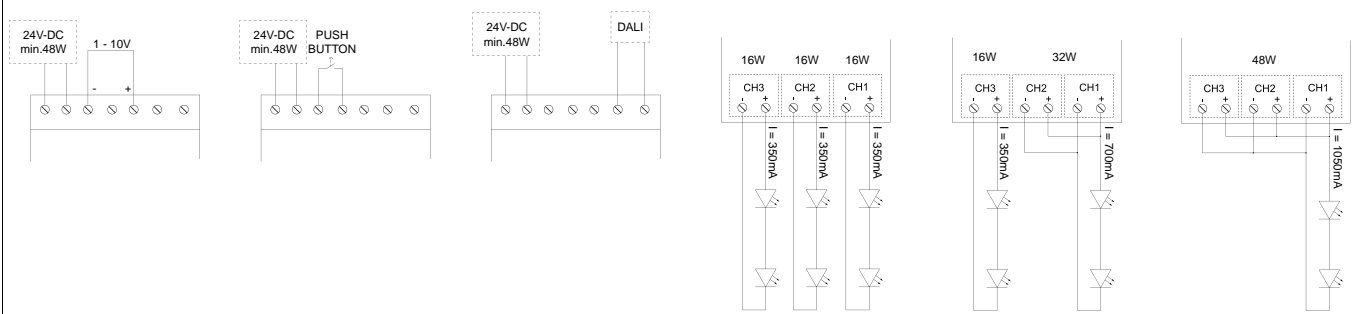 24V-DC
min.48W
1 - 10V
- +
24V-DC
min.48W
PUSH
BUTTON
24V-DC
min.48W
DALI
16W 16W 16W
CH3 CH2 CH1
- + - + - +
I = 350mA
I = 350mA
I = 350mA
16W 32W
CH3 CH2 CH1
- + - + - +
I = 350mA
I = 700mA
48W
CH3 CH2 CH1
- + - + - +
I = 1050mA